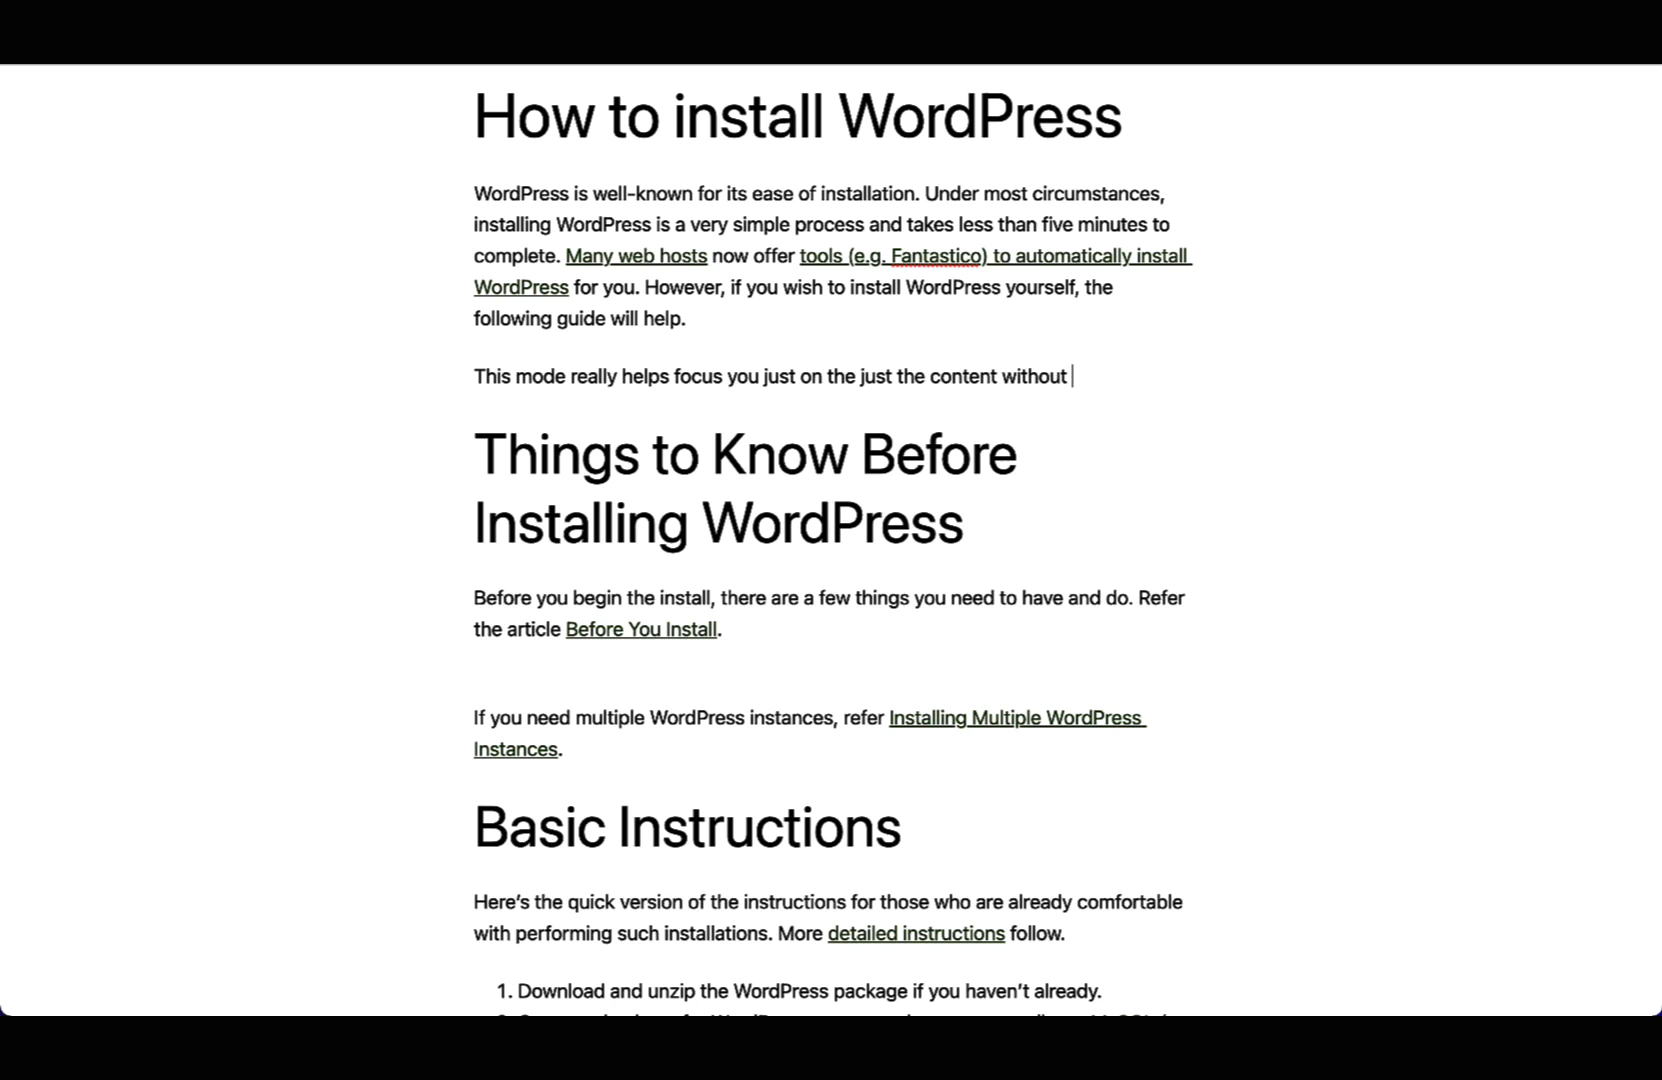 How to install WordPress
WordPress is well-known for its ease of installation. Under most circumstances,
installing WordPress is a very simple process and takes less than five minutes to
complete. Many web hosts now offer tools (e.g. Fantastico) to automatically install
WordPress for you. However, if you wish to install WordPress yourself, the
following guide will help.
This mode really helps focus you just on the just the content without
Things to Know Before
Installing WordPress
Before you begin the install, there are a few things you need to have and do. Refer
the article Before You Install.
If you need multiple WordPress instances, refer Installing Multiple WordPress
Instances.
Basic Instructions
Here’s the quick version of the instructions for those who are already comfortable
with performing such installations. More detailed instructions follow.
1. Download and unzip the WordPress package if you haven’t already.